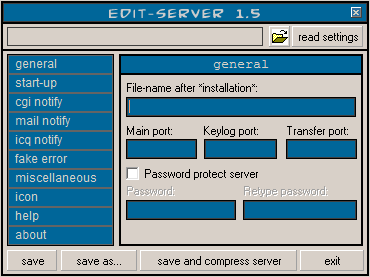 EDIT-SERVER 1.5
read settings
general
start-up
cgi notify
mail notify
icq notify
fake error
miscellaneous
icon
help
about
general
File-name after *installation*:
Main port: Keylog port: Transfer port:
Password protect server
Password: Retype password:
save save as... save and compress server exit